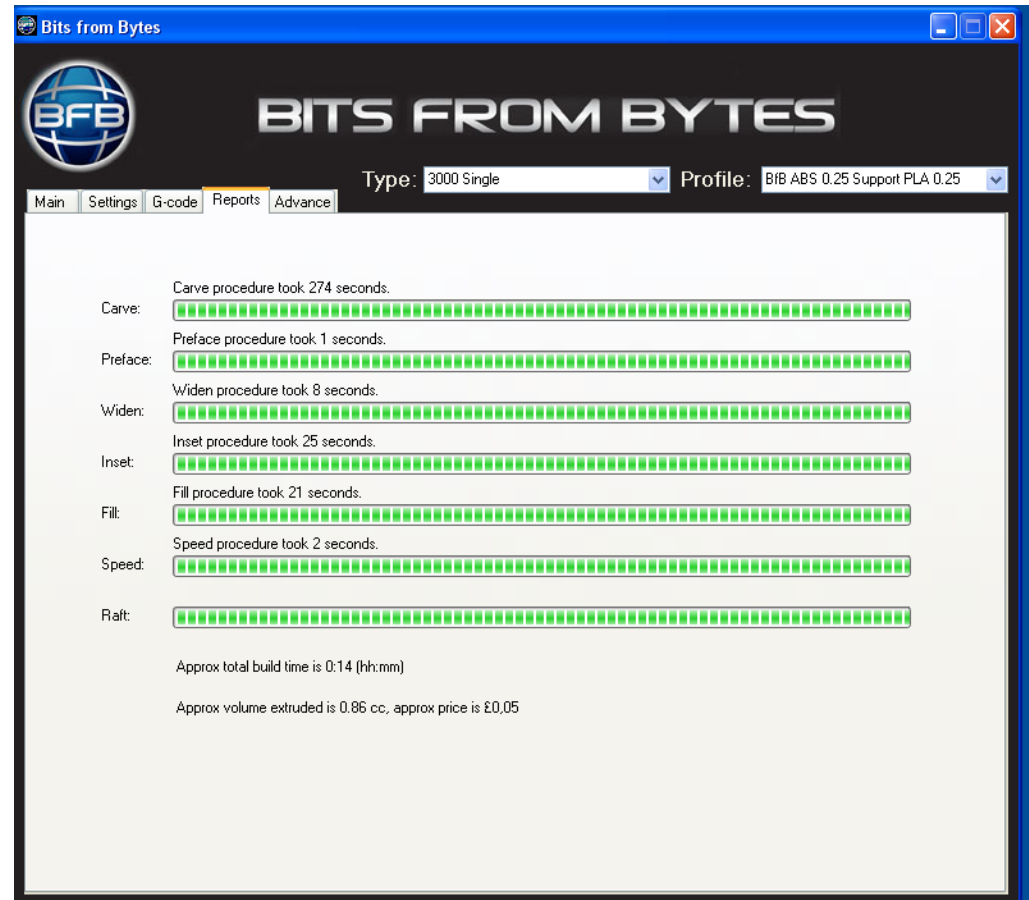 Bits from Bytes
BFB
BITS FROM BYTES
Type: 3000 Single Profile: BfB ABS 0.25 Support PLA 0.25
Main Settings G-code Reports Advance
Carve procedure took 274 seconds.
Carve:
Preface procedure took 1 seconds.
Preface:
Widen procedure took 8 seconds.
Widen:
Inset procedure took 25 seconds.
Inset:
Fill procedure took 21 seconds.
Fill:
Speed procedure took 2 seconds.
Speed:
Raft:
Approx total build time is 0:14 (hh:mm)
Approx volume extruded is 0.86 cc, approx price is £0,05